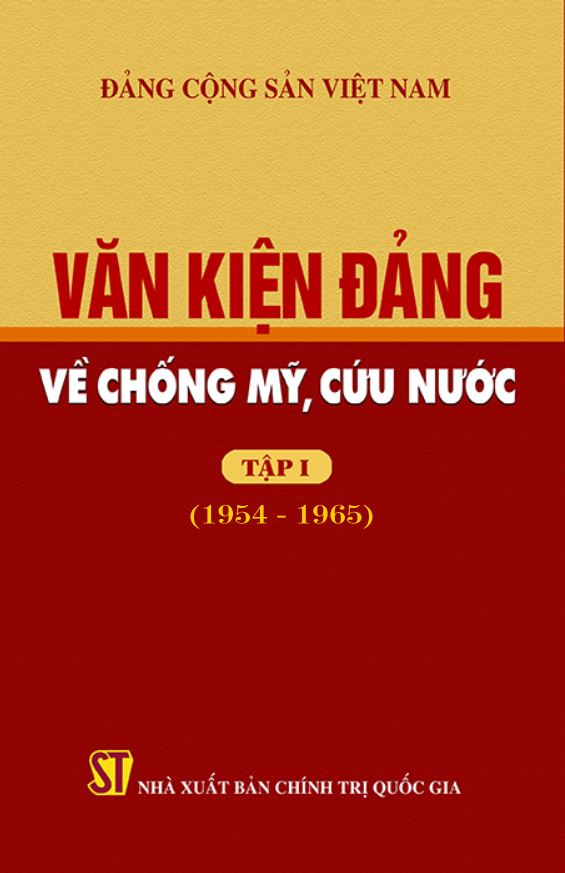 ĐẢNG CỘNG SẢN VIỆT NAM
VĂN KIỆN ĐẢNG
VỀ CHỐNG MỸ, CỨU NƯỚC
TẬP I
(1954 - 1965)
ST
NHÀ XUẤT BẢN CHÍNH TRỊ QUỐC GIA